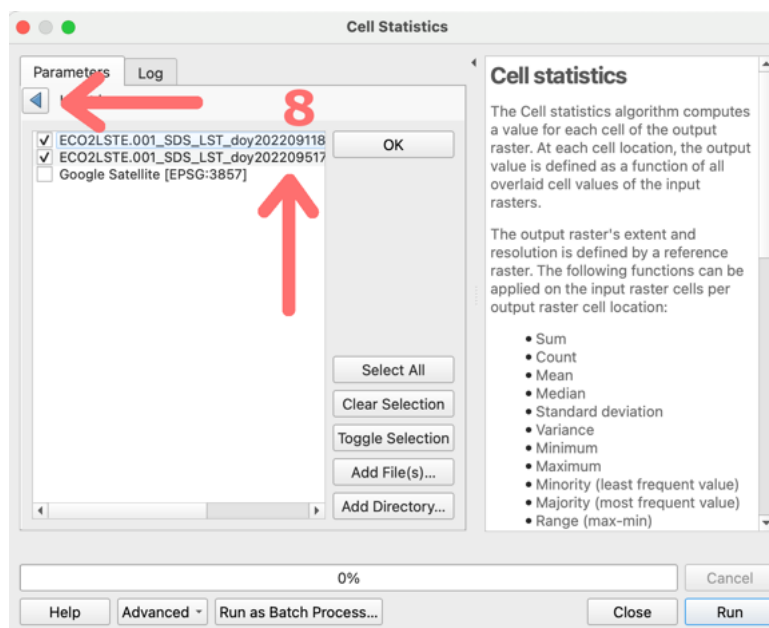 Cell Statistics
Parameters
Log
8
ECO2LSTE.001_SDS_LST_doy202209118
ECO2LSTE.001_SDS_LST_doy202209517
Google Satellite [EPSG:3857]
OK
Select All
Clear Selection
Toggle Selection
Add File(s)...
Add Directory...
Cell statistics
The Cell statistics algorithm computes
a value for each cell of the output
raster. At each cell location, the output
value is defined as a function of all
overlaid cell values of the input
rasters.
The output raster's extent and
resolution is defined by a reference
raster. The following functions can be
applied on the input raster cells per
output raster cell location:
• Sum
• Count
• Mean
• Median
• Standard deviation
• Variance
• Minimum
• Maximum
• Minority (least frequent value)
• Majority (most frequent value)
• Range (max-min)
0%
Cancel
Help
Advanced
Run as Batch Process...
Close
Run